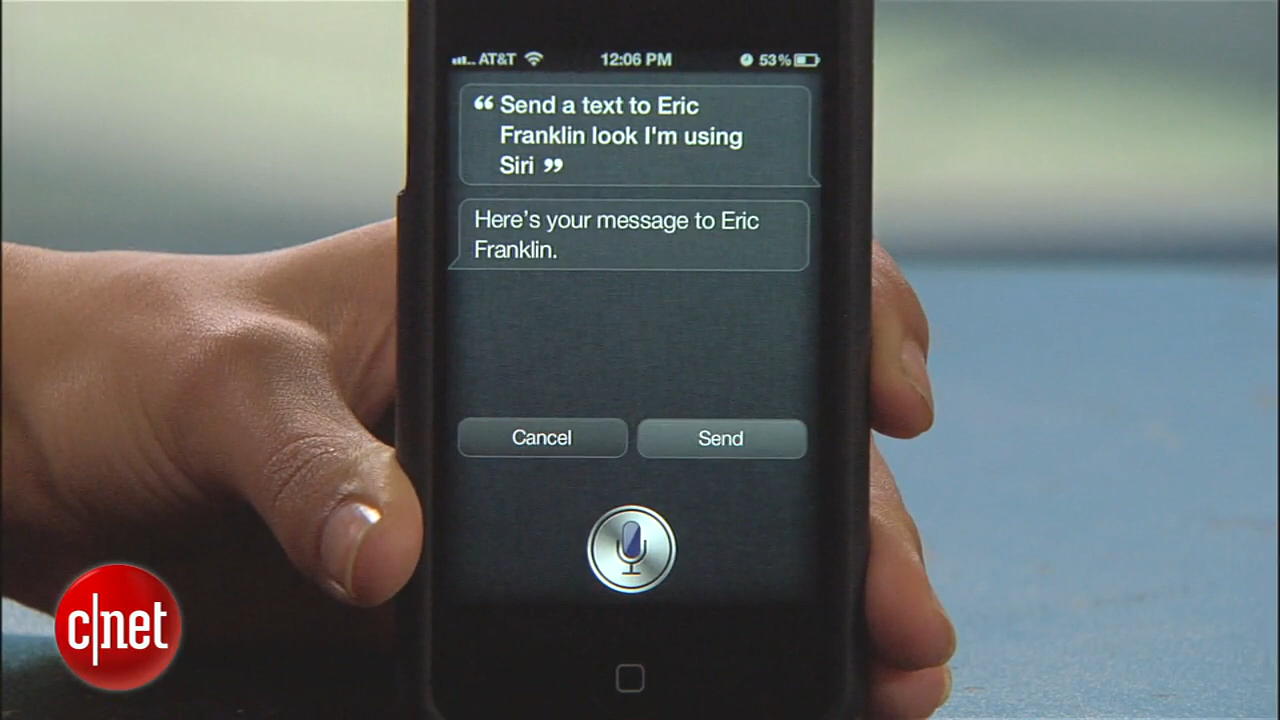 AT&T 12:06 PM 53%
“ Send a text to Eric
Franklin look I'm using
Siri ”
Here's your message to Eric
Franklin.
Cancel Send
c|net